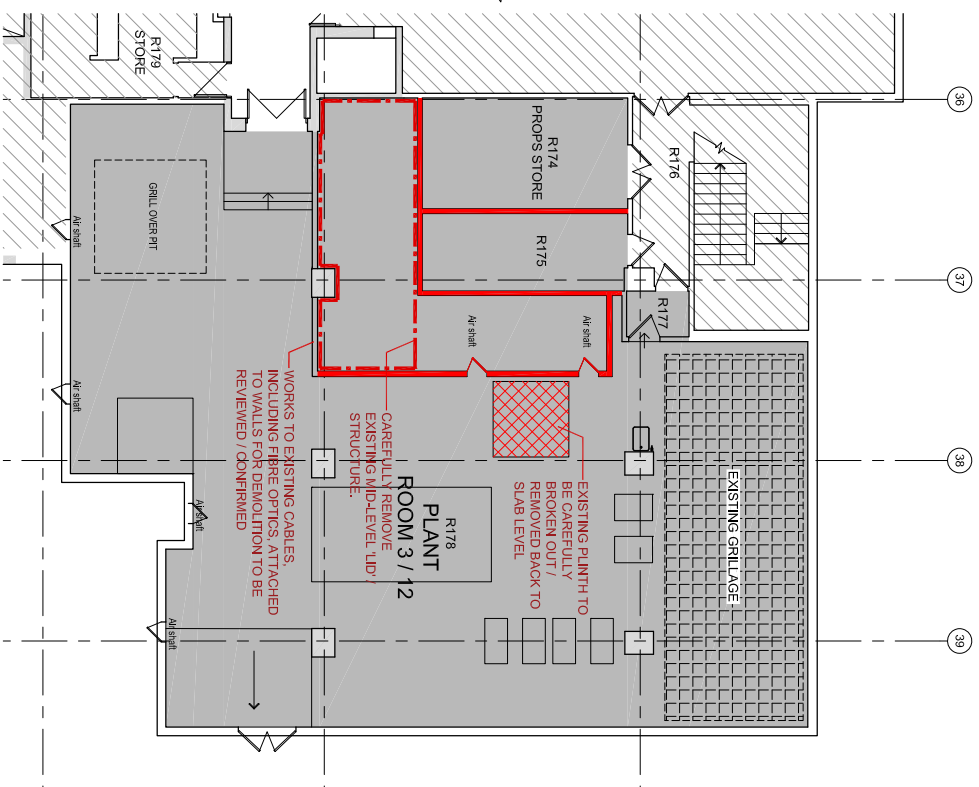 36
37
38
39
R179
STORE
R174
PROPS STORE
R176
R175
R177
GRILL OVER PIT
Air shaft
Air shaft
Air shaft
Air shaft
Air shaft
Air shaft
WORKS TO EXISTING CABLES,
INCLUDING FIBRE OPTICS, ATTACHED
TO WALLS FOR DEMOLITION TO BE
REVIEWED / CONFIRMED
CAREFULLY REMOVE
EXISTING MID-LEVEL 'LID' /
STRUCTURE.
EXISTING PLINTH TO
BE CAREFULLY
BROKEN OUT /
REMOVED BACK TO
SLAB LEVEL
R178
PLANT
ROOM 3 / 12
EXISTING GRILLAGE